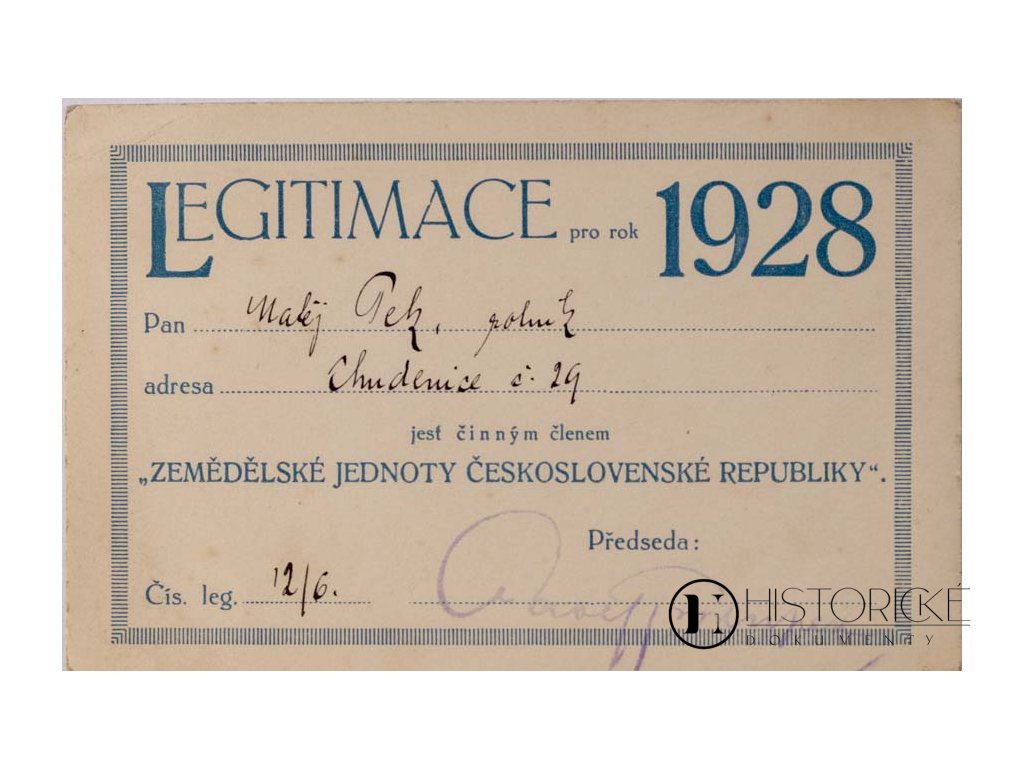 LEGITIMACE pro rok 1928
Pan Matěj Pek, rolník
adresa Chudenice č. 29
jest činným členem
„ZEMĚDĚLSKÉ JEDNOTY ČESKOSLOVENSKÉ REPUBLIKY“.
Předseda:
Čís. leg. 12/6.
HISTORICKÉ
DOKUMENTY